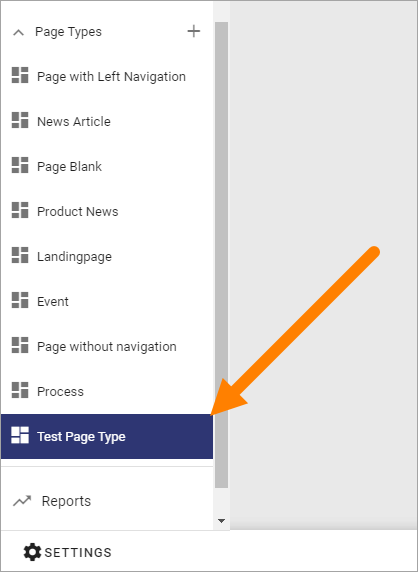 Page Types
Page with Left Navigation
News Article
Page Blank
Product News
Landingpage
Event
Page without navigation
Process
Test Page Type
Reports
SETTINGS